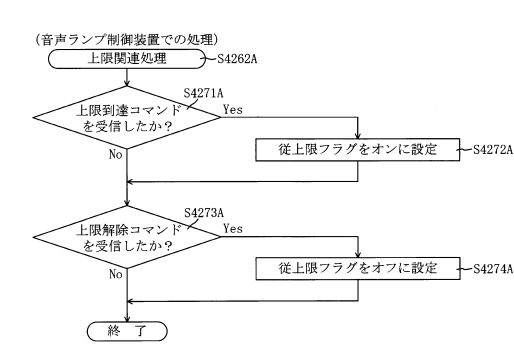 (音声ランプ制御装置での処理)
上限関連処理
S4262A
S4271A
上限到達コマンド
を受信したか？
Yes
No
従上限フラグをオンに設定
S4272A
S4273A
上限解除コマンド
を受信したか？
Yes
No
従上限フラグをオフに設定
S4274A
終 了